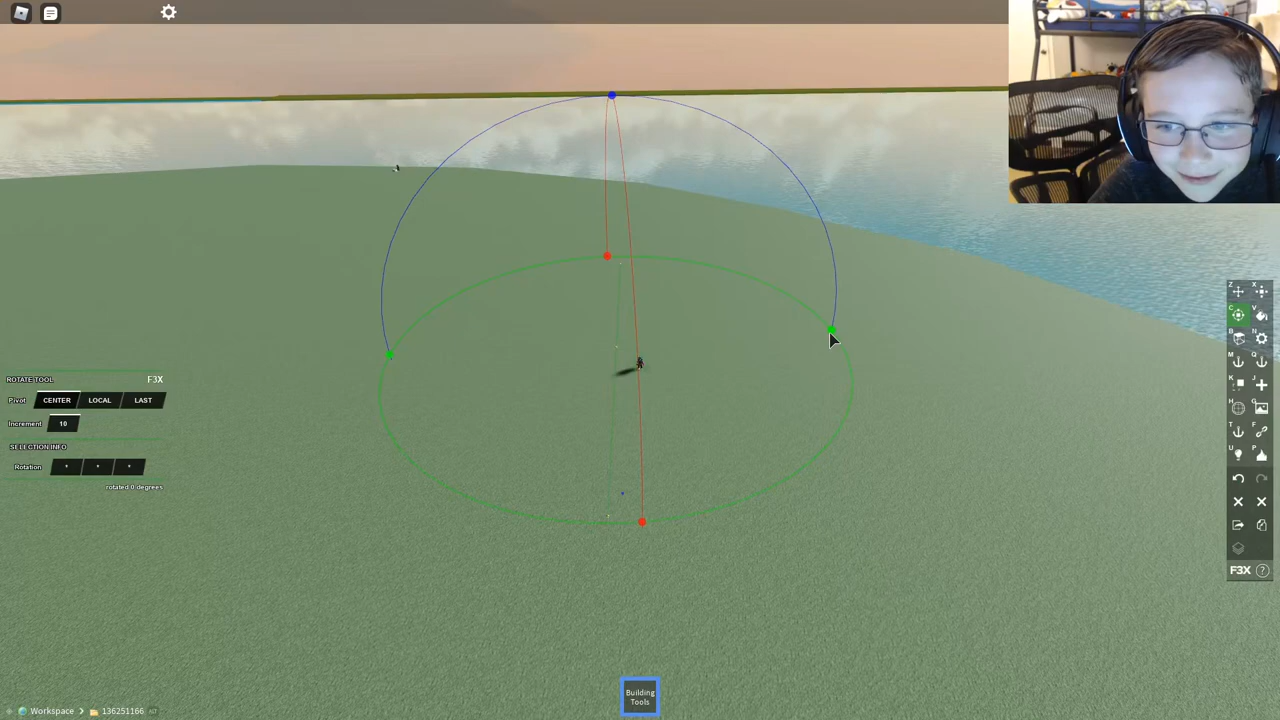 ROTATE TOOL F3X
Pivot CENTER LOCAL LAST
Increment 10
SELECTION INFO
Rotation * * *
rotated 0 degrees
Z X
C V
B N
M Q
K J
H G
T F
U P
F3X ?
Building
Tools
Workspace > 136251166 ALT